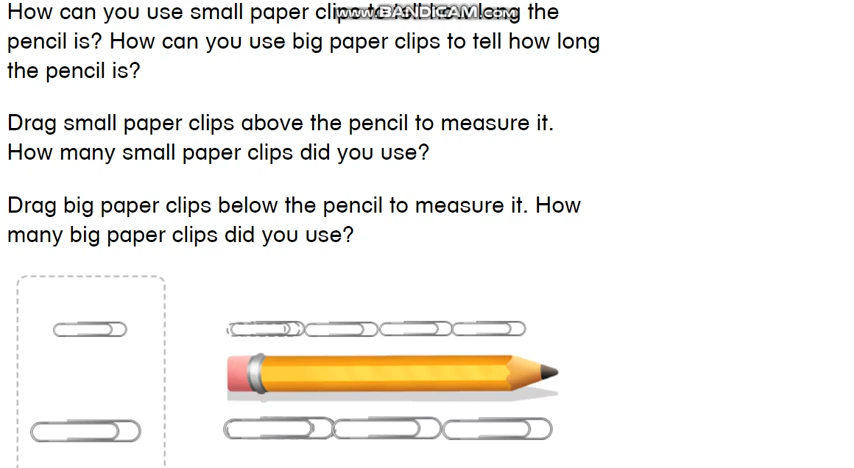 How can you use small paper clips to tell how long the
www.BANDICAM.com
pencil is? How can you use big paper clips to tell how long
the pencil is?
Drag small paper clips above the pencil to measure it.
How many small paper clips did you use?
Drag big paper clips below the pencil to measure it. How
many big paper clips did you use?